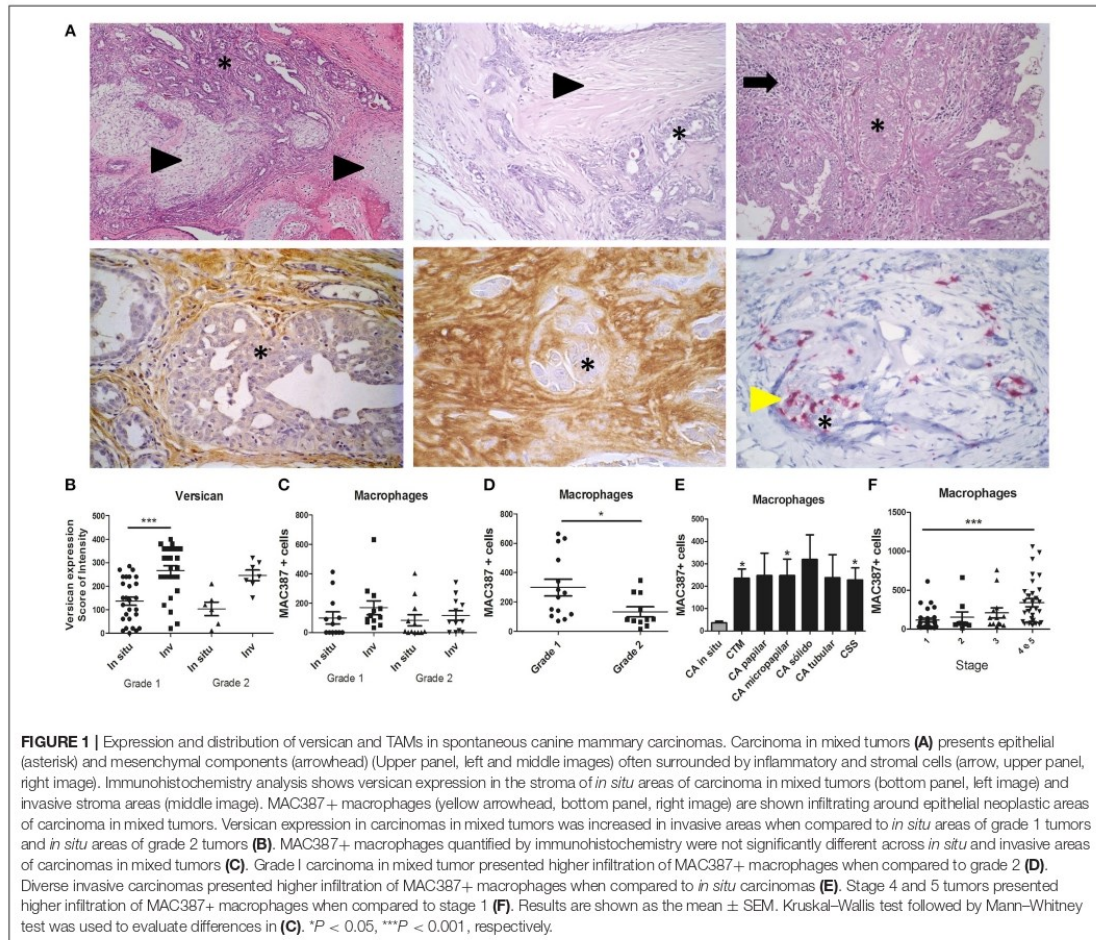 A
B
Versican
Versican expression
Score of Intensity
500
400
300
200
100
0
***
In situ
Inv
In situ
Inv
Grade 1
Grade 2
C
Macrophages
MAC387 + cells
800
600
400
200
0
In situ
Inv
In situ
Inv
Grade 1
Grade 2
D
Macrophages
MAC387 + cells
800
600
400
200
0
*
Grade 1
Grade 2
E
Macrophages
MAC387+ cells
500
400
300
200
100
0
*
*
*
CA in situ
CTM
CA papilar
CA micropapilar
CA sólido
CA tubular
CSS
F
Macrophages
MAC387+ cells
1500
1000
500
0
***
1
2
3
4 e 5
Stage
FIGURE 1 | Expression and distribution of versican and TAMs in spontaneous canine mammary carcinomas. Carcinoma in mixed tumors (A) presents epithelial
(asterisk) and mesenchymal components (arrowhead) (Upper panel, left and middle images) often surrounded by inflammatory and stromal cells (arrow, upper panel,
right image). Immunohistochemistry analysis shows versican expression in the stroma of in situ areas of carcinoma in mixed tumors (bottom panel, left image) and
invasive stroma areas (middle image). MAC387+ macrophages (yellow arrowhead, bottom panel, right image) are shown infiltrating around epithelial neoplastic areas
of carcinoma in mixed tumors. Versican expression in carcinomas in mixed tumors was increased in invasive areas when compared to in situ areas of grade 1 tumors
and in situ areas of grade 2 tumors (B). MAC387+ macrophages quantified by immunohistochemistry were not significantly different across in situ and invasive areas
of carcinomas in mixed tumors (C). Grade I carcinoma in mixed tumor presented higher infiltration of MAC387+ macrophages when compared to grade 2 (D).
Diverse invasive carcinomas presented higher infiltration of MAC387+ macrophages when compared to in situ carcinomas (E). Stage 4 and 5 tumors presented
higher infiltration of MAC387+ macrophages when compared to stage 1 (F). Results are shown as the mean ± SEM. Kruskal–Wallis test followed by Mann–Whitney
test was used to evaluate differences in (C). *P < 0.05, ***P < 0.001, respectively.